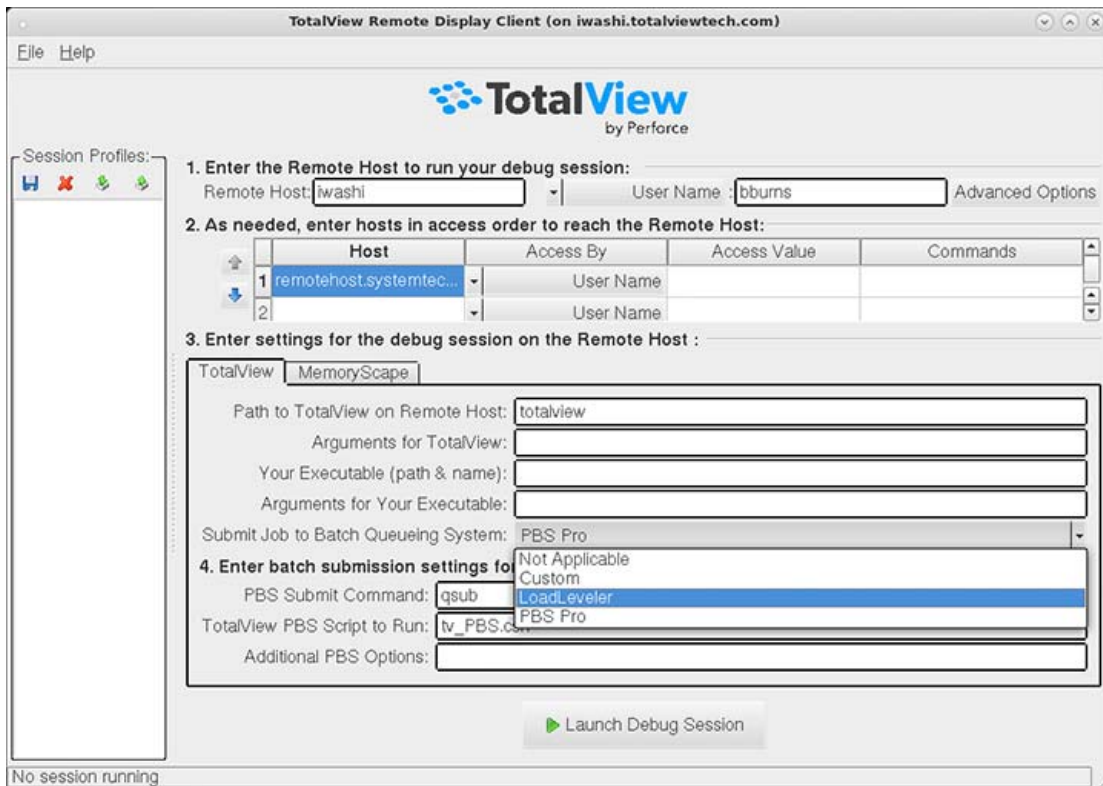 TotalView Remote Display Client (on iwashi.totalviewtech.com)
File Help
TotalView
by Perforce
Session Profiles:
1. Enter the Remote Host to run your debug session:
Remote Host: iwashi User Name : bburns Advanced Options
2. As needed, enter hosts in access order to reach the Remote Host:
Host Access By Access Value Commands
1 remotehost.systemtec... User Name
2 User Name
3. Enter settings for the debug session on the Remote Host :
TotalView MemoryScape
Path to TotalView on Remote Host: totalview
Arguments for TotalView:
Your Executable (path & name):
Arguments for Your Executable:
Submit Job to Batch Queueing System: PBS Pro
Not Applicable
Custom
LoadLeveler
PBS Pro
4. Enter batch submission settings fo
PBS Submit Command: qsub
TotalView PBS Script to Run:
Additional PBS Options:
Launch Debug Session
No session running